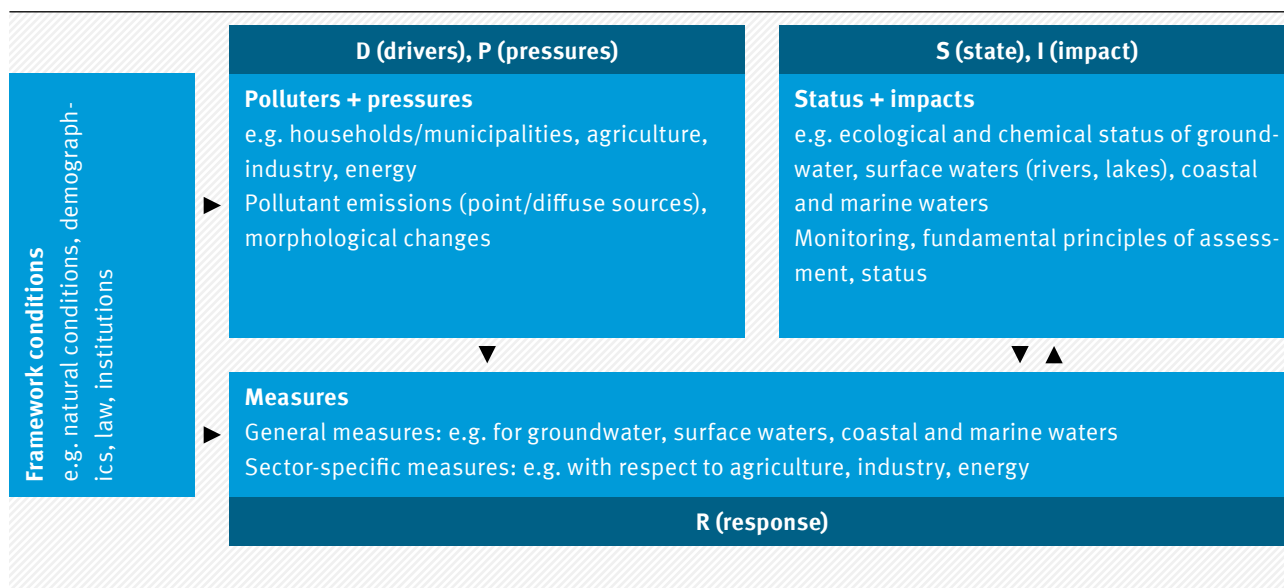 Framework conditions
e.g. natural conditions, demograph-
ics, law, institutions
D (drivers), P (pressures)
Polluters + pressures
e.g. households/municipalities, agriculture,
industry, energy
Pollutant emissions (point/diffuse sources),
morphological changes
S (state), I (impact)
Status + impacts
e.g. ecological and chemical status of ground-
water, surface waters (rivers, lakes), coastal
and marine waters
Monitoring, fundamental principles of assess-
ment, status
Measures
General measures: e.g. for groundwater, surface waters, coastal and marine waters
Sector-specific measures: e.g. with respect to agriculture, industry, energy
R (response)